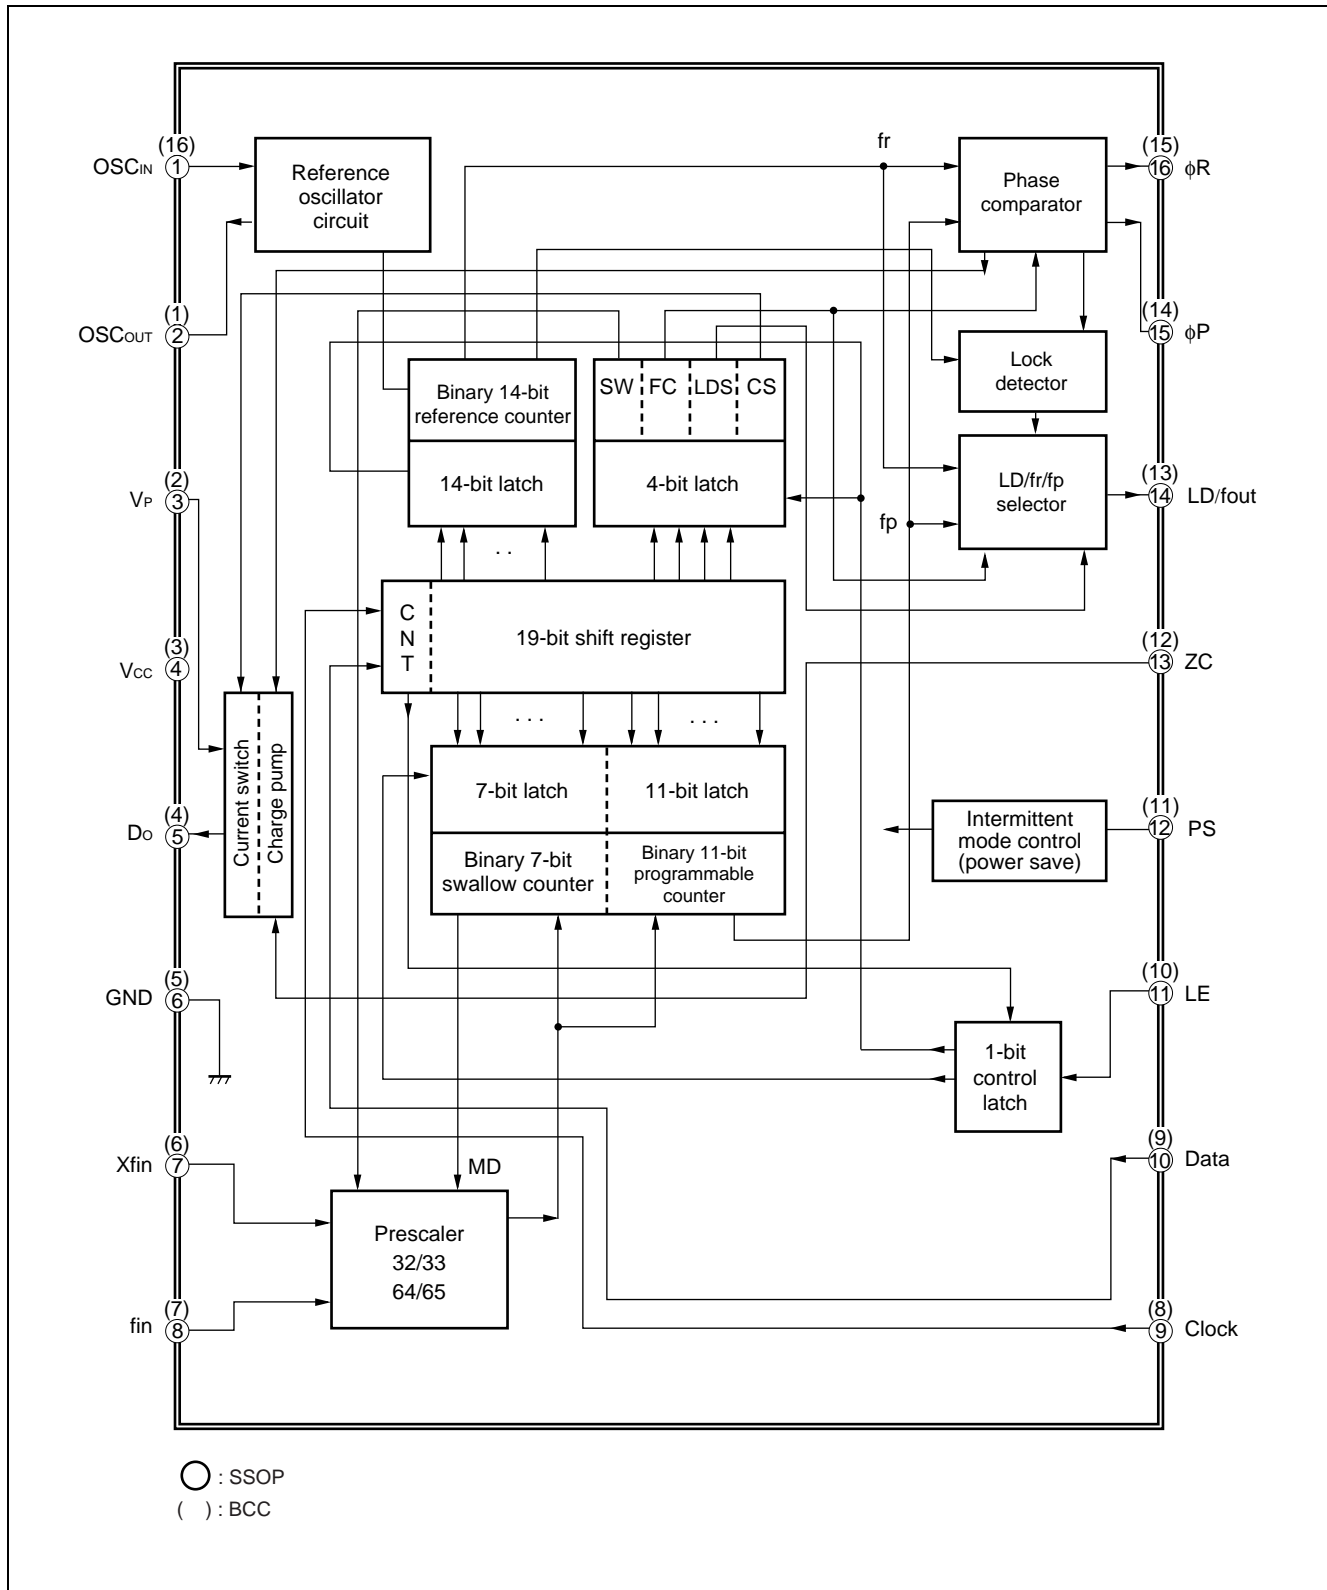 (16)
OSCIN
1
Reference
oscillator
circuit
fr
Phase
comparator
(15)
16
ϕR
(1)
OSCOUT
2
(14)
15
ϕP
Lock
detector
Binary 14-bit
reference counter
SW
FC
LDS
CS
14-bit latch
4-bit latch
LD/fr/fp
selector
(13)
14
LD/fout
(2)
VP
3
fp
. .
C
N
T
19-bit shift register
(3)
VCC
4
(12)
13
ZC
. . .
. . .
Current switch
Charge pump
7-bit latch
11-bit latch
(4)
DO
5
Binary 7-bit
swallow counter
Binary 11-bit
programmable
counter
Intermittent
mode control
(power save)
(11)
12
PS
(5)
GND
6
(10)
11
LE
1-bit
control
latch
(6)
Xfin
7
MD
(9)
10
Data
Prescaler
32/33
64/65
(7)
fin
8
(8)
9
Clock
: SSOP
( ) : BCC